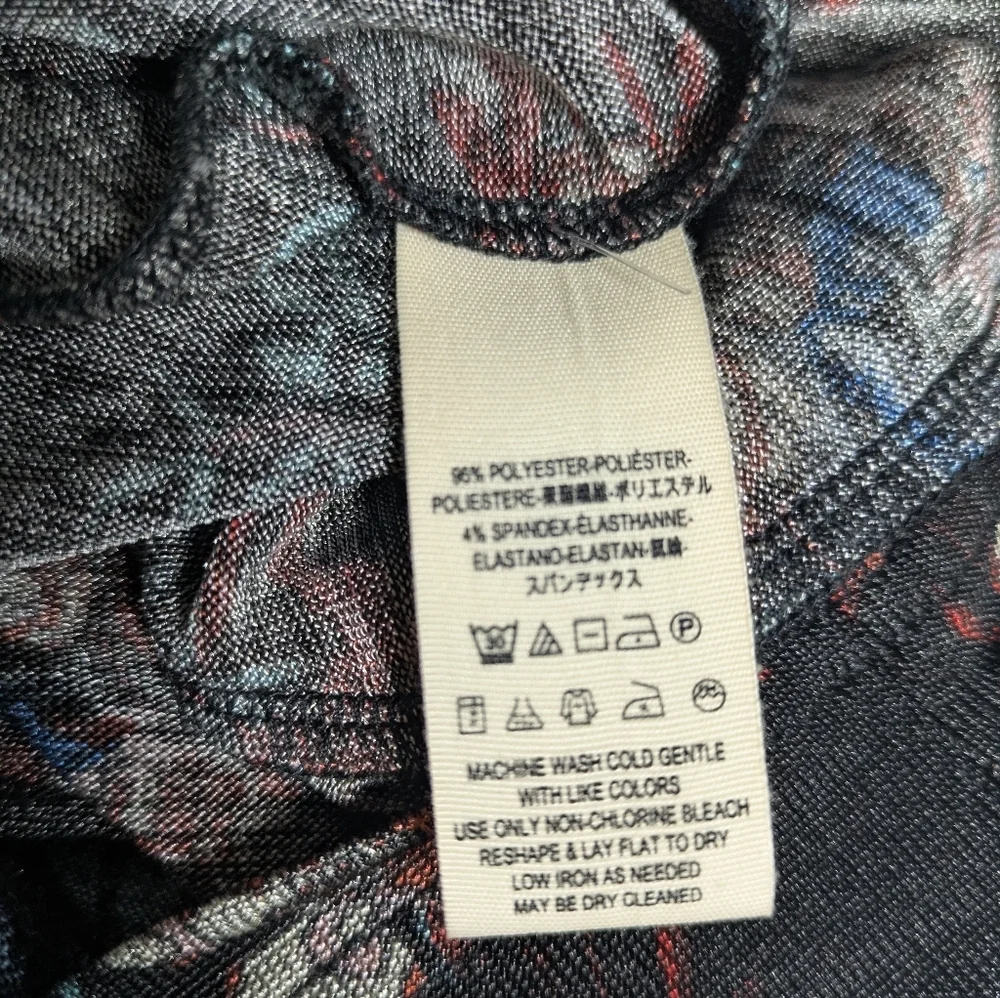 96% POLYESTER-POLIÉSTER-
POLIESTERE-聚酯纖維-ポリエステル
4% SPANDEX-ÉLASTHANNE-
ELASTANO-ELASTAN-氨綸-
スパンデックス
30 P
MACHINE WASH COLD GENTLE
WITH LIKE COLORS
USE ONLY NON-CHLORINE BLEACH
RESHAPE & LAY FLAT TO DRY
LOW IRON AS NEEDED
MAY BE DRY CLEANED